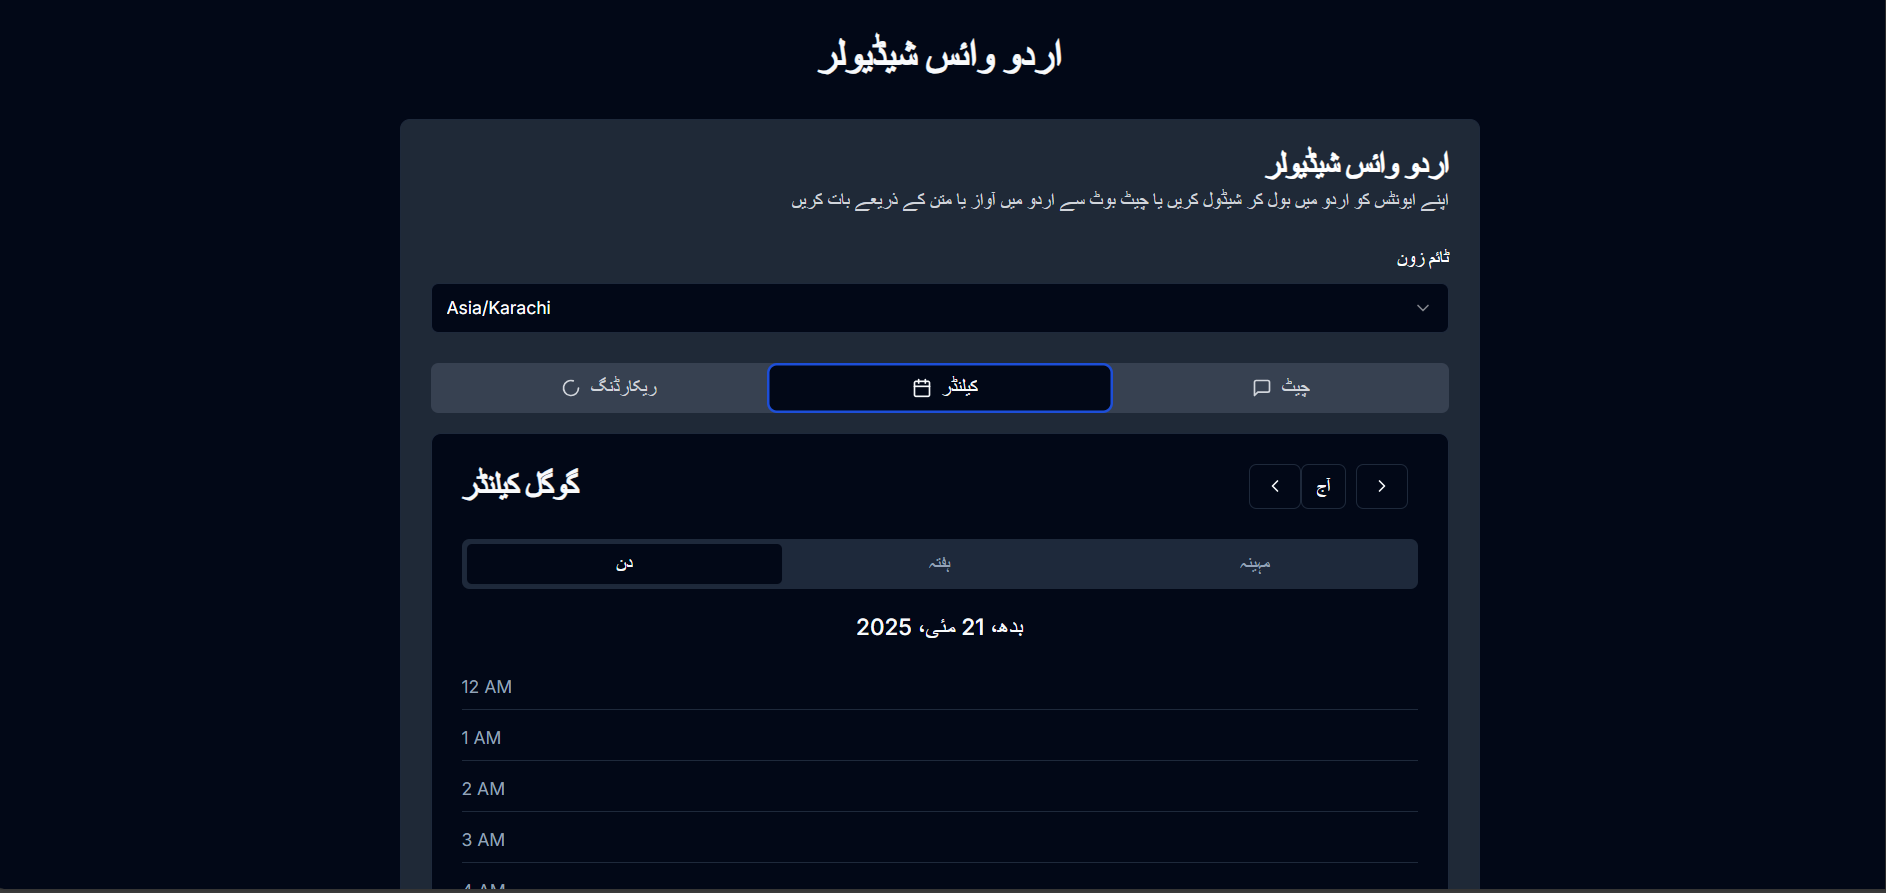 اردو وائس شیڈیولر
اردو وائس شیڈیولر
اپنے ایونٹس کو اردو میں بول کر شیڈول کریں یا چیٹ بوٹ سے اردو میں آواز یا متن کے ذریعے بات کریں
ٹائم زون
Asia/Karachi
چیٹ
کیلنڈر
ریکارڈنگ
آج
گوگل کیلنڈر
مہینہ
ہفتہ
دن
بدھ، 21 مئی، 2025
12 AM
1 AM
2 AM
3 AM
4 AM